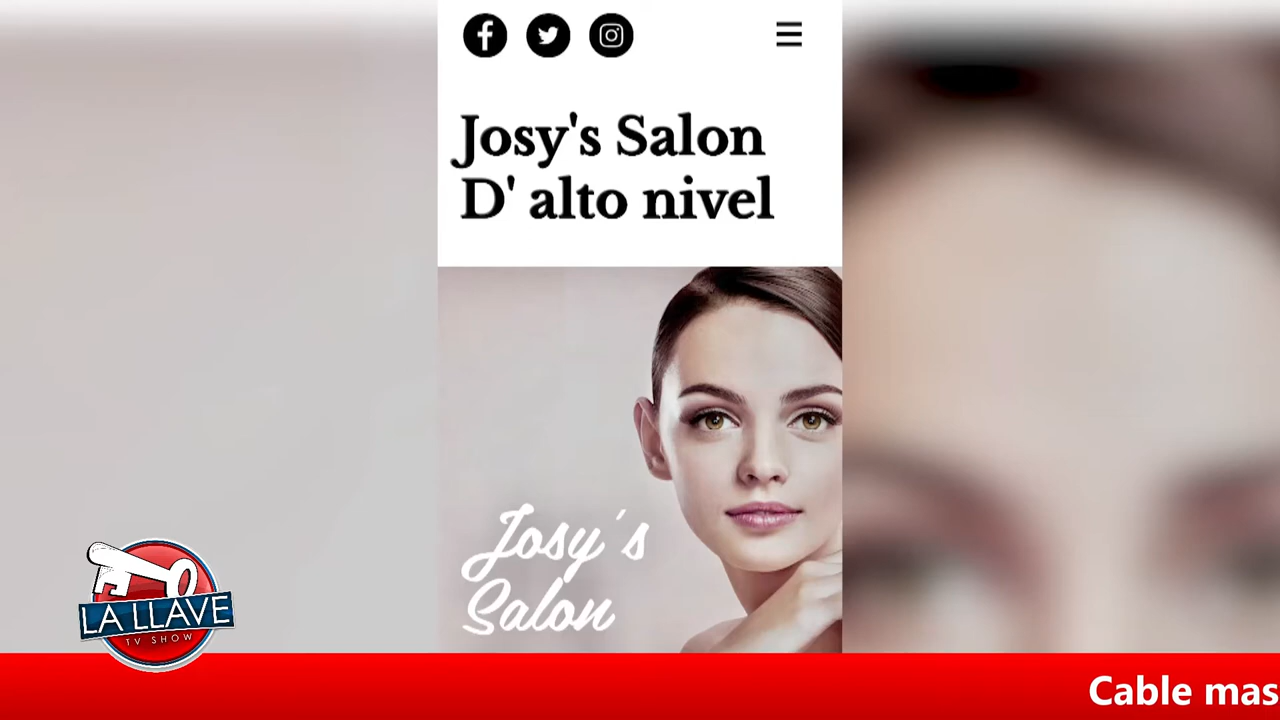 Josy's Salon
D' alto nivel
Josy's
Salon
LA LLAVE
TV SHOW
Cable mas